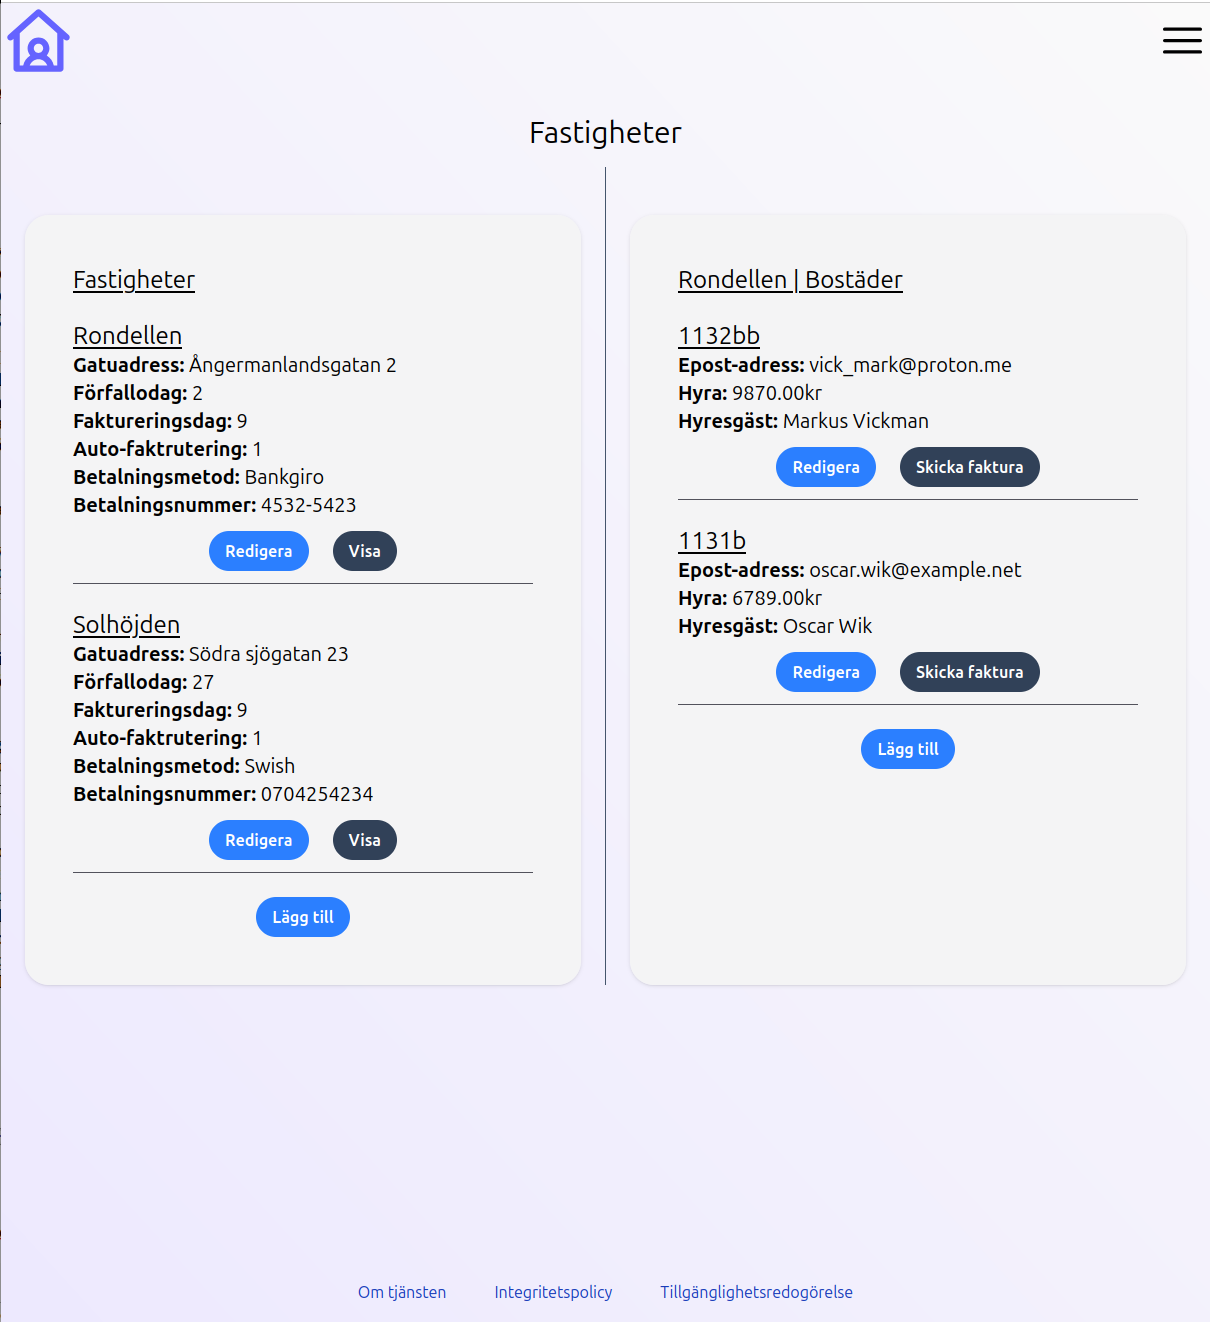 Fastigheter
Fastigheter
Rondellen
Gatuadress: Ångermanlandsgatan 2
Förfallodag: 2
Faktureringsdag: 9
Auto-faktrutering: 1
Betalningsmetod: Bankgiro
Betalningsnummer: 4532-5423
Redigera Visa
Solhöjden
Gatuadress: Södra sjögatan 23
Förfallodag: 27
Faktureringsdag: 9
Auto-faktrutering: 1
Betalningsmetod: Swish
Betalningsnummer: 0704254234
Redigera Visa
Lägg till
Rondellen | Bostäder
1132bb
Epost-adress: vick_mark@proton.me
Hyra: 9870.00kr
Hyresgäst: Markus Vickman
Redigera Skicka faktura
1131b
Epost-adress: oscar.wik@example.net
Hyra: 6789.00kr
Hyresgäst: Oscar Wik
Redigera Skicka faktura
Lägg till
Om tjänsten Integritetspolicy Tillgänglighetsredogörelse